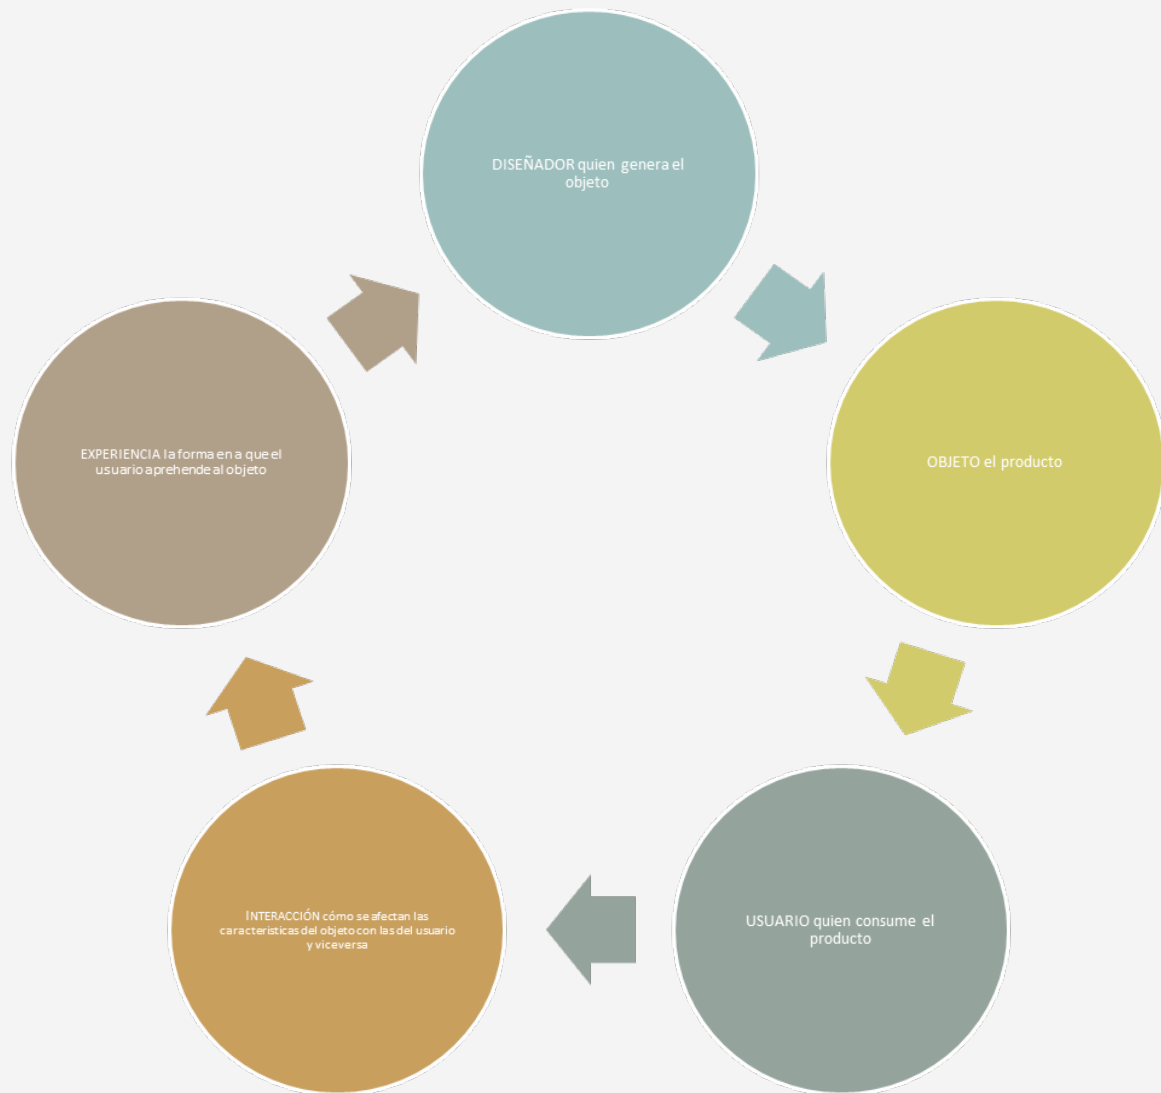 DISEÑADOR quien genera el
objeto
OBJETO el producto
USUARIO quien consume el
producto
INTERACCIÓN cómo se afectan las
caracteristicas del objeto con las del usuario
y viceversa
EXPERIENCIA la forma en a que el
usuario aprehende al objeto